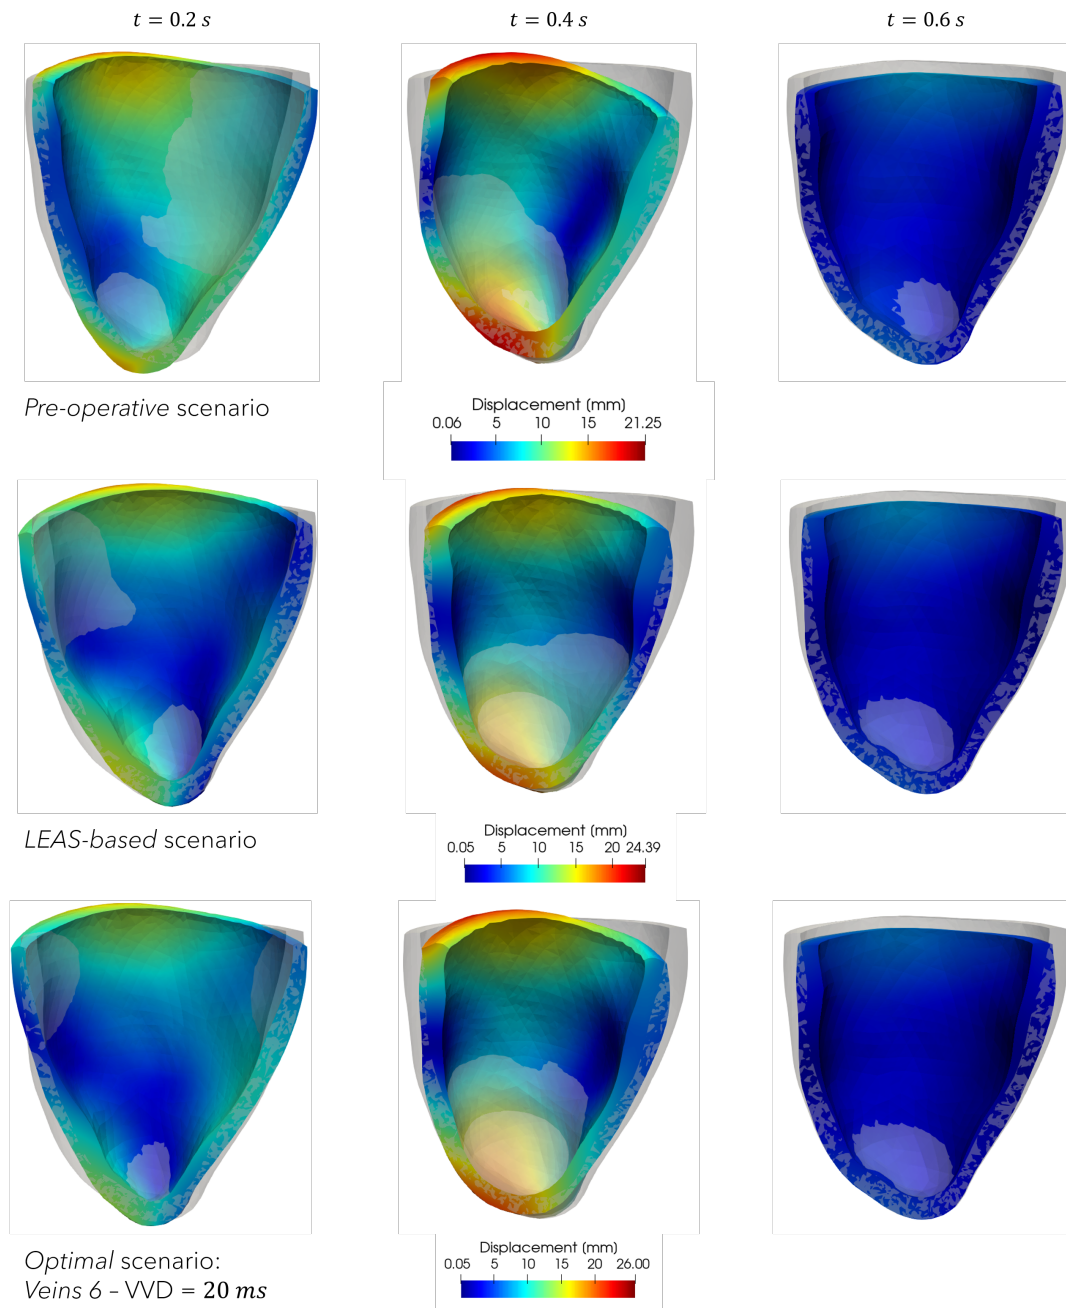 t = 0.2 s
t = 0.4 s
t = 0.6 s
Pre-operative scenario
Displacement (mm)
0.06 5 10 15 21.25
LEAS-based scenario
Displacement (mm)
0.05 5 10 15 20 24.39
Optimal scenario:
Veins 6 – VVD = 20 ms
Displacement (mm)
0.05 5 10 15 20 26.00